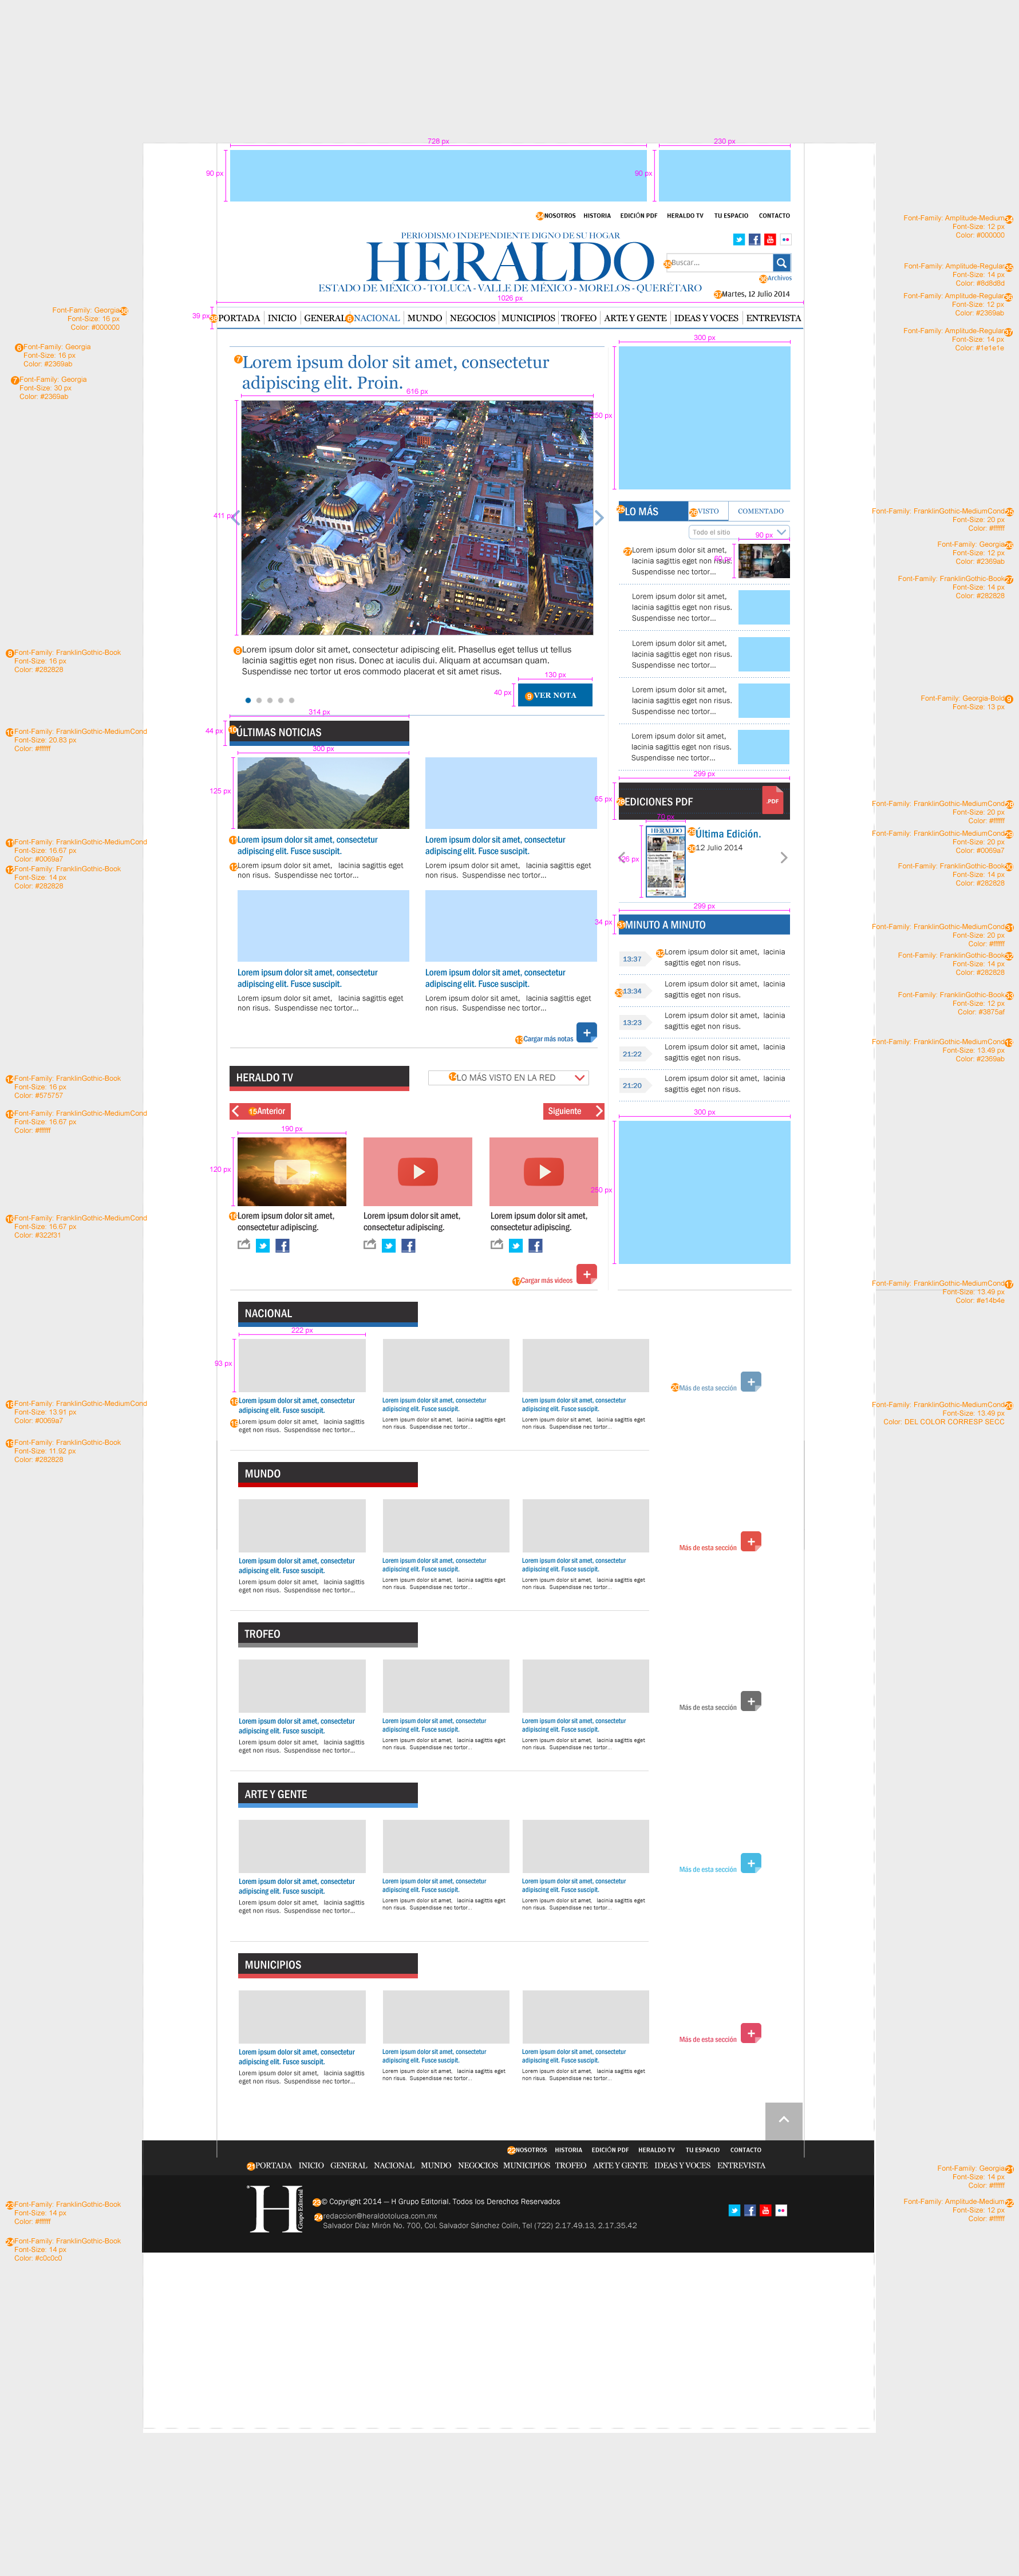 728 px
230 px
90 px
90 px
NOSOTROS HISTORIA EDICIÓN PDF HERALDO TV TU ESPACIO CONTACTO
PERIODISMO INDEPENDIENTE DIGNO DE SU HOGAR
HERALDO
ESTADO DE MÉXICO - TOLUCA - VALLE DE MÉXICO - MORELOS - QUERÉTARO
Buscar...
Archivos
Martes, 12 Julio 2014
1026 px
39 px
PORTADA INICIO GENERAL NACIONAL MUNDO NEGOCIOS MUNICIPIOS TROFEO ARTE Y GENTE IDEAS Y VOCES ENTREVISTA
Font-Family: Amplitude-Medium
Font-Size: 12 px
Color: #000000
Font-Family: Amplitude-Regular
Font-Size: 14 px
Color: #8d8d8d
Font-Family: Amplitude-Regular
Font-Size: 12 px
Color: #2369ab
Font-Family: Amplitude-Regular
Font-Size: 14 px
Color: #1e1e1e
Font-Family: Georgia
Font-Size: 16 px
Color: #000000
6 Font-Family: Georgia
Font-Size: 16 px
Color: #2369ab
7 Font-Family: Georgia
Font-Size: 30 px
Color: #2369ab
7 Lorem ipsum dolor sit amet, consectetur
adipiscing elit. Proin.
616 px
411 px
300 px
250 px
LO MÁS VISTO COMENTADO
Todo el sitio
90 px
Lorem ipsum dolor sit amet,
lacinia sagittis eget non risus.
Suspendisse nec tortor...
Lorem ipsum dolor sit amet,
lacinia sagittis eget non risus.
Suspendisse nec tortor...
Lorem ipsum dolor sit amet,
lacinia sagittis eget non risus.
Suspendisse nec tortor...
Lorem ipsum dolor sit amet,
lacinia sagittis eget non risus.
Suspendisse nec tortor...
Lorem ipsum dolor sit amet,
lacinia sagittis eget non risus.
Suspendisse nec tortor...
Font-Family: FranklinGothic-MediumCond
Font-Size: 20 px
Color: #ffffff
Font-Family: Georgia
Font-Size: 12 px
Color: #2369ab
Font-Family: FranklinGothic-Book 27
Font-Size: 14 px
Color: #282828
8 Font-Family: FranklinGothic-Book
Font-Size: 16 px
Color: #282828
8 Lorem ipsum dolor sit amet, consectetur adipiscing elit. Phasellus eget tellus ut tellus
lacinia sagittis eget non risus. Donec at iaculis dui. Aliquam at accumsan quam.
Suspendisse nec tortor ut eros commodo placerat et sit amet risus.
130 px
40 px
9 VER NOTA
Font-Family: Georgia-Bold 9
Font-Size: 13 px
314 px
44 px
10 ÚLTIMAS NOTICIAS
300 px
125 px
10 Font-Family: FranklinGothic-MediumCond
Font-Size: 20.83 px
Color: #ffffff
11 Font-Family: FranklinGothic-MediumCond
Font-Size: 16.67 px
Color: #0069a7
12 Font-Family: FranklinGothic-Book
Font-Size: 14 px
Color: #282828
11 Lorem ipsum dolor sit amet, consectetur
adipiscing elit. Fusce suscipit.
12 Lorem ipsum dolor sit amet, lacinia sagittis eget
non risus. Suspendisse nec tortor...
Lorem ipsum dolor sit amet, consectetur
adipiscing elit. Fusce suscipit.
Lorem ipsum dolor sit amet, lacinia sagittis eget
non risus. Suspendisse nec tortor...
Lorem ipsum dolor sit amet, consectetur
adipiscing elit. Fusce suscipit.
Lorem ipsum dolor sit amet, lacinia sagittis eget
non risus. Suspendisse nec tortor...
Lorem ipsum dolor sit amet, consectetur
adipiscing elit. Fusce suscipit.
Lorem ipsum dolor sit amet, lacinia sagittis eget
non risus. Suspendisse nec tortor...
13 Cargar más notas
299 px
65 px
EDICIONES PDF
.PDF
HERALDO
Última Edición.
12 Julio 2014
299 px
34 px
MINUTO A MINUTO
13:37 Lorem ipsum dolor sit amet, lacinia
sagittis eget non risus.
13:34 Lorem ipsum dolor sit amet, lacinia
sagittis eget non risus.
13:23 Lorem ipsum dolor sit amet, lacinia
sagittis eget non risus.
21:22 Lorem ipsum dolor sit amet, lacinia
sagittis eget non risus.
21:20 Lorem ipsum dolor sit amet, lacinia
sagittis eget non risus.
300 px
250 px
Font-Family: FranklinGothic-MediumCond
Font-Size: 20 px
Color: #ffffff
Font-Family: FranklinGothic-MediumCond
Font-Size: 20 px
Color: #0069a7
Font-Family: FranklinGothic-Book
Font-Size: 14 px
Color: #282828
Font-Family: FranklinGothic-MediumCond
Font-Size: 20 px
Color: #ffffff
Font-Family: FranklinGothic-Book
Font-Size: 14 px
Color: #282828
Font-Family: FranklinGothic-Book
Font-Size: 12 px
Color: #3875af
Font-Family: FranklinGothic-MediumCond 13
Font-Size: 13.49 px
Color: #2369ab
HERALDO TV
14 LO MÁS VISTO EN LA RED
15 Anterior
Siguiente
190 px
120 px
14 Font-Family: FranklinGothic-Book
Font-Size: 16 px
Color: #575757
15 Font-Family: FranklinGothic-MediumCond
Font-Size: 16.67 px
Color: #ffffff
16 Font-Family: FranklinGothic-MediumCond
Font-Size: 16.67 px
Color: #322f31
16 Lorem ipsum dolor sit amet,
consectetur adipiscing.
Lorem ipsum dolor sit amet,
consectetur adipiscing.
Lorem ipsum dolor sit amet,
consectetur adipiscing.
17 Cargar más videos
Font-Family: FranklinGothic-MediumCond 17
Font-Size: 13.49 px
Color: #e14b4e
NACIONAL
222 px
93 px
18 Lorem ipsum dolor sit amet, consectetur
adipiscing elit. Fusce suscipit.
19 Lorem ipsum dolor sit amet, lacinia sagittis
eget non risus. Suspendisse nec tortor...
Lorem ipsum dolor sit amet, consectetur
adipiscing elit. Fusce suscipit.
Lorem ipsum dolor sit amet, lacinia sagittis eget
non risus. Suspendisse nec tortor...
Lorem ipsum dolor sit amet, consectetur
adipiscing elit. Fusce suscipit.
Lorem ipsum dolor sit amet, lacinia sagittis eget
non risus. Suspendisse nec tortor...
20 Más de esta sección
18 Font-Family: FranklinGothic-MediumCond
Font-Size: 13.91 px
Color: #0069a7
19 Font-Family: FranklinGothic-Book
Font-Size: 11.92 px
Color: #282828
Font-Family: FranklinGothic-MediumCond 20
Font-Size: 13.49 px
Color: DEL COLOR CORRESP SECC
MUNDO
Lorem ipsum dolor sit amet, consectetur
adipiscing elit. Fusce suscipit.
Lorem ipsum dolor sit amet, lacinia sagittis
eget non risus. Suspendisse nec tortor...
Lorem ipsum dolor sit amet, consectetur
adipiscing elit. Fusce suscipit.
Lorem ipsum dolor sit amet, lacinia sagittis eget
non risus. Suspendisse nec tortor...
Lorem ipsum dolor sit amet, consectetur
adipiscing elit. Fusce suscipit.
Lorem ipsum dolor sit amet, lacinia sagittis eget
non risus. Suspendisse nec tortor...
Más de esta sección
TROFEO
Lorem ipsum dolor sit amet, consectetur
adipiscing elit. Fusce suscipit.
Lorem ipsum dolor sit amet, lacinia sagittis
eget non risus. Suspendisse nec tortor...
Lorem ipsum dolor sit amet, consectetur
adipiscing elit. Fusce suscipit.
Lorem ipsum dolor sit amet, lacinia sagittis eget
non risus. Suspendisse nec tortor...
Lorem ipsum dolor sit amet, consectetur
adipiscing elit. Fusce suscipit.
Lorem ipsum dolor sit amet, lacinia sagittis eget
non risus. Suspendisse nec tortor...
Más de esta sección
ARTE Y GENTE
Lorem ipsum dolor sit amet, consectetur
adipiscing elit. Fusce suscipit.
Lorem ipsum dolor sit amet, lacinia sagittis
eget non risus. Suspendisse nec tortor...
Lorem ipsum dolor sit amet, consectetur
adipiscing elit. Fusce suscipit.
Lorem ipsum dolor sit amet, lacinia sagittis eget
non risus. Suspendisse nec tortor...
Lorem ipsum dolor sit amet, consectetur
adipiscing elit. Fusce suscipit.
Lorem ipsum dolor sit amet, lacinia sagittis eget
non risus. Suspendisse nec tortor...
Más de esta sección
MUNICIPIOS
Lorem ipsum dolor sit amet, consectetur
adipiscing elit. Fusce suscipit.
Lorem ipsum dolor sit amet, lacinia sagittis
eget non risus. Suspendisse nec tortor...
Lorem ipsum dolor sit amet, consectetur
adipiscing elit. Fusce suscipit.
Lorem ipsum dolor sit amet, lacinia sagittis eget
non risus. Suspendisse nec tortor...
Lorem ipsum dolor sit amet, consectetur
adipiscing elit. Fusce suscipit.
Lorem ipsum dolor sit amet, lacinia sagittis eget
non risus. Suspendisse nec tortor...
Más de esta sección
22 NOSOTROS HISTORIA EDICIÓN PDF HERALDO TV TU ESPACIO CONTACTO
21 PORTADA INICIO GENERAL NACIONAL MUNDO NEGOCIOS MUNICIPIOS TROFEO ARTE Y GENTE IDEAS Y VOCES ENTREVISTA
H Grupo Editorial
23 © Copyright 2014 — H Grupo Editorial. Todos los Derechos Reservados
24 redaccion@heraldotoluca.com.mx
Salvador Díaz Mirón No. 700, Col. Salvador Sánchez Colín, Tel (722) 2.17.49.13, 2.17.35.42
Font-Family: Georgia 21
Font-Size: 14 px
Color: #ffffff
Font-Family: Amplitude-Medium 22
Font-Size: 12 px
Color: #ffffff
23 Font-Family: FranklinGothic-Book
Font-Size: 14 px
Color: #ffffff
24 Font-Family: FranklinGothic-Book
Font-Size: 14 px
Color: #c0c0c0